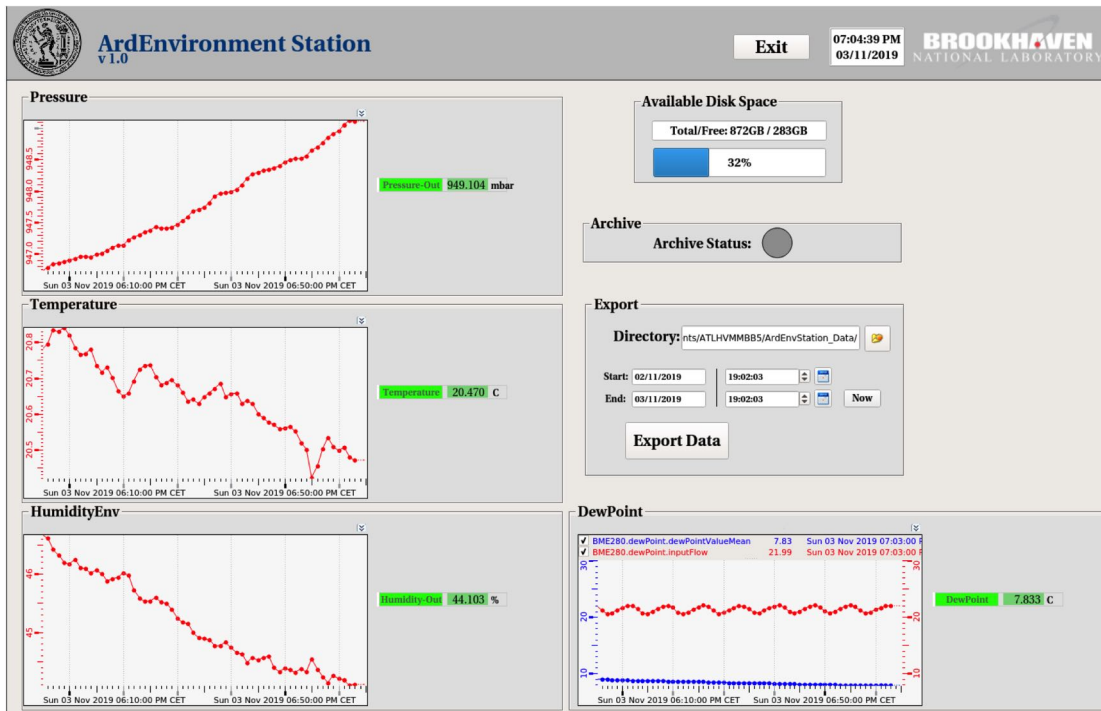 ArdEnvironment Station
v 1.0
Exit
07:04:39 PM
03/11/2019
BROOKHAVEN
NATIONAL LABORATORY
Pressure
948.5
948.0
947.5
947.0
Sun 03 Nov 2019 06:10:00 PM CET
Sun 03 Nov 2019 06:50:00 PM CET
Pressure-Out 949.104 mbar
Available Disk Space
Total/Free: 872GB / 283GB
32%
Archive
Archive Status:
Temperature
20.8
20.7
20.6
20.5
Sun 03 Nov 2019 06:10:00 PM CET
Sun 03 Nov 2019 06:50:00 PM CET
Temperature 20.470 C
Export
Directory: nts/ATLHVMMBB5/ArdEnvStation_Data/
Start: 02/11/2019 19:02:03
End: 03/11/2019 19:02:03 Now
Export Data
HumidityEnv
46
45
Sun 03 Nov 2019 06:10:00 PM CET
Sun 03 Nov 2019 06:50:00 PM CET
Humidity-Out 44.103 %
DewPoint
BME280.dewPoint.dewPointValueMean 7.83 Sun 03 Nov 2019 07:03:00
BME280.dewPoint.inputFlow 21.99 Sun 03 Nov 2019 07:03:00
30
20
10
30
20
10
Sun 03 Nov 2019 06:10:00 PM CET
Sun 03 Nov 2019 06:50:00 PM CET
DewPoint 7.833 C